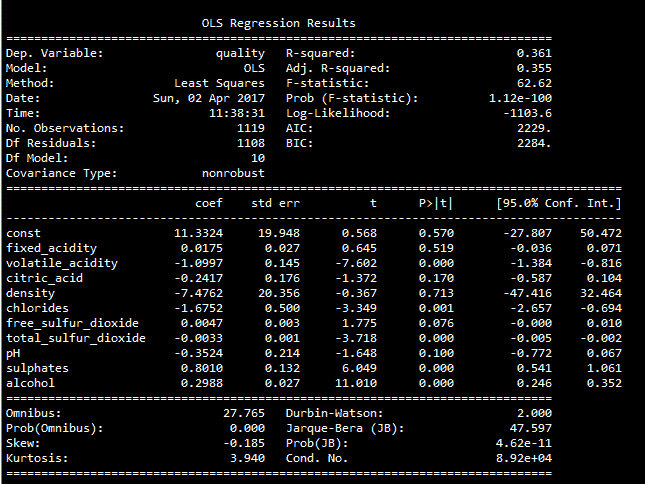 OLS Regression Results
==============================================================================
Dep. Variable:                quality   R-squared:                       0.361
Model:                            OLS   Adj. R-squared:                  0.355
Method:                 Least Squares   F-statistic:                     62.62
Date:                Sun, 02 Apr 2017   Prob (F-statistic):          1.12e-100
Time:                        11:38:31   Log-Likelihood:                -1103.6
No. Observations:                1119   AIC:                             2229.
Df Residuals:                    1108   BIC:                             2284.
Df Model:                          10
Covariance Type:            nonrobust
========================================================================================
                           coef    std err          t      P>|t|      [95.0% Conf. Int.]
----------------------------------------------------------------------------------------
const                   11.3324     19.948      0.568      0.570       -27.807    50.472
fixed_acidity            0.0175      0.027      0.645      0.519        -0.036     0.071
volatile_acidity        -1.0997      0.145     -7.602      0.000        -1.384    -0.816
citric_acid             -0.2417      0.176     -1.372      0.170        -0.587     0.104
density                 -7.4762     20.356     -0.367      0.713       -47.416    32.464
chlorides               -1.6752      0.500     -3.349      0.001        -2.657    -0.694
free_sulfur_dioxide      0.0047      0.003      1.775      0.076        -0.000     0.010
total_sulfur_dioxide    -0.0033      0.001     -3.718      0.000        -0.005    -0.002
pH                      -0.3524      0.214     -1.648      0.100        -0.772     0.067
sulphates                0.8010      0.132      6.049      0.000         0.541     1.061
alcohol                  0.2988      0.027     11.010      0.000         0.246     0.352
==============================================================================
Omnibus:                       27.765   Durbin-Watson:                   2.000
Prob(Omnibus):                  0.000   Jarque-Bera (JB):               47.597
Skew:                          -0.185   Prob(JB):                     4.62e-11
Kurtosis:                       3.940   Cond. No.                     8.92e+04
==============================================================================